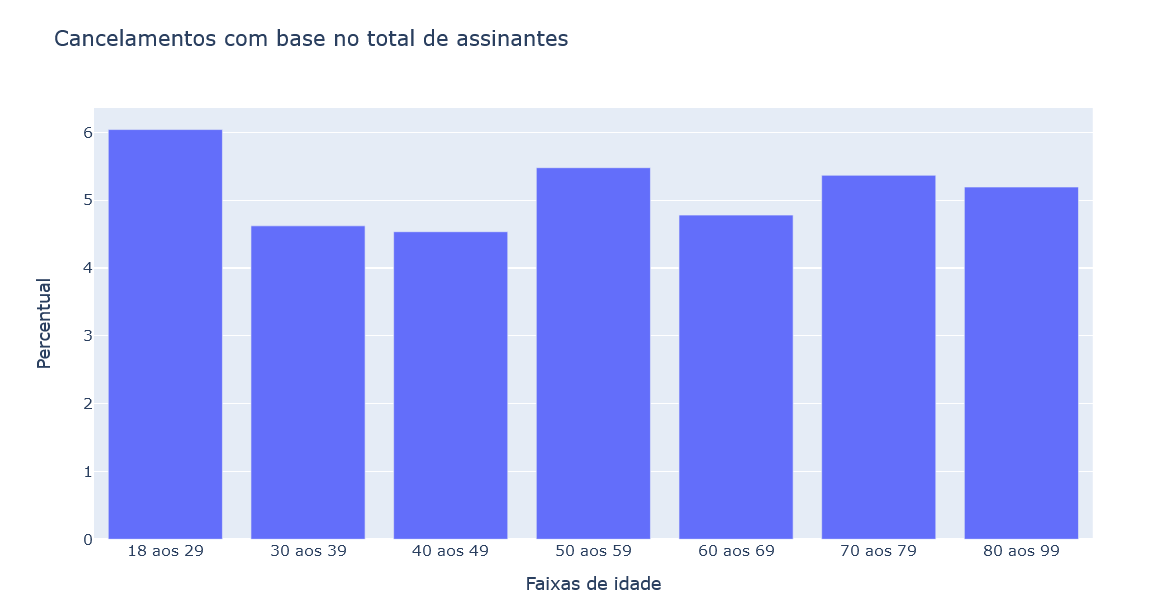 Cancelamentos com base no total de assinantes
6
5
4
3
2
1
0
Percentual
18 aos 29
30 aos 39
40 aos 49
50 aos 59
60 aos 69
70 aos 79
80 aos 99
Faixas de idade